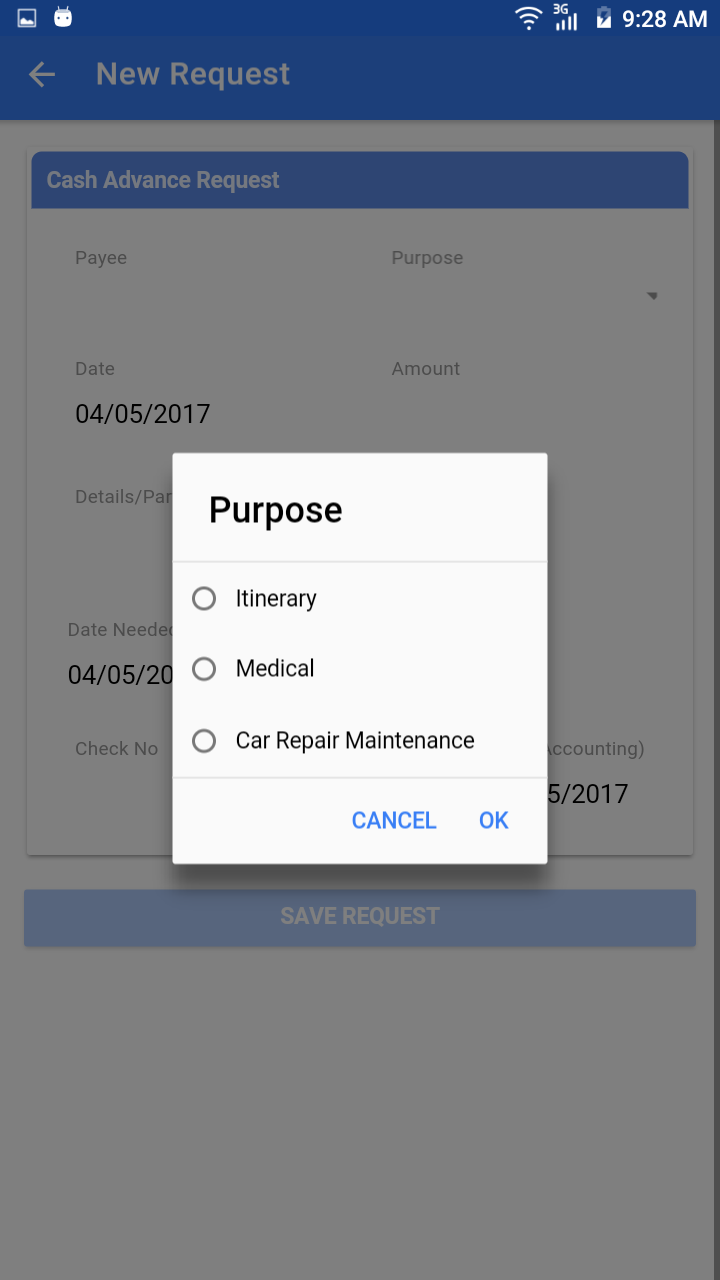 3G 9:28 AM
New Request
Cash Advance Request
Payee Purpose
Date Amount
04/05/2017
Details/Par
Purpose
Itinerary
Date Needed
Medical
04/05/20
Car Repair Maintenance
Check No Accounting)
5/2017
CANCEL OK
SAVE REQUEST